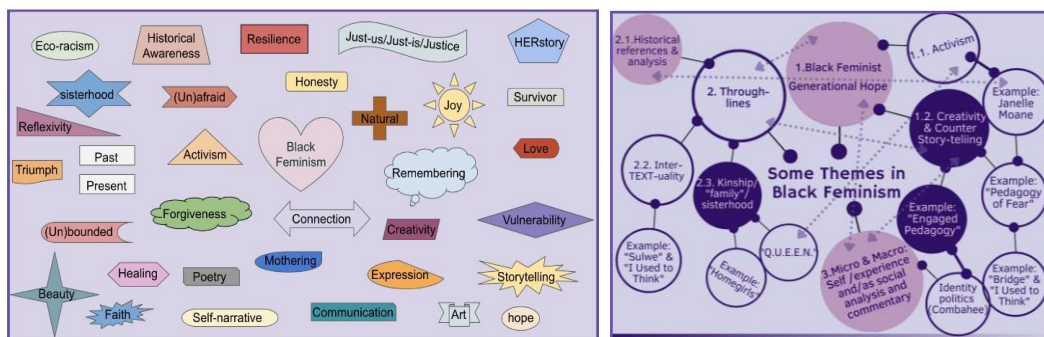 Eco-racism
Historical
Awareness
Resilience
Just-us/Just-is/Justice
HERstory
sisterhood
(Un)afraid
Honesty
Joy
Survivor
Reflexivity
Natural
Triumph
Past
Present
Activism
Black
Feminism
Love
Remembering
(Un)bounded
Forgiveness
Connection
Creativity
Vulnerability
Beauty
Healing
Poetry
Mothering
Expression
Storytelling
Faith
Self-narrative
Communication
Art
hope
2.1.Historical
references &
analysis
2. Through-
lines
1.Black Feminist
Generational Hope
1.1. Activism
Example:
Janelle
Moane
1.2. Creativity
& Counter
Story-teliing
2.2. Inter-
TEXT-uality
2.3. Kinship/
"family"/
sisterhood
Some Themes in
Black Feminism
Example:
"Pedagogy
of Fear"
Example:
"Engaged
Pedagogy"
Example:
"Sulwe" &
"I Used to
Think"
Example:
"Homegirls"
"Q.U.E.E.N."
3.Micro & Macro:
Self /experience
and/as social
analysis and
commentary
Identity
politics
(Combahee)
Example:
"Bridge" &
"I Used to
Think"